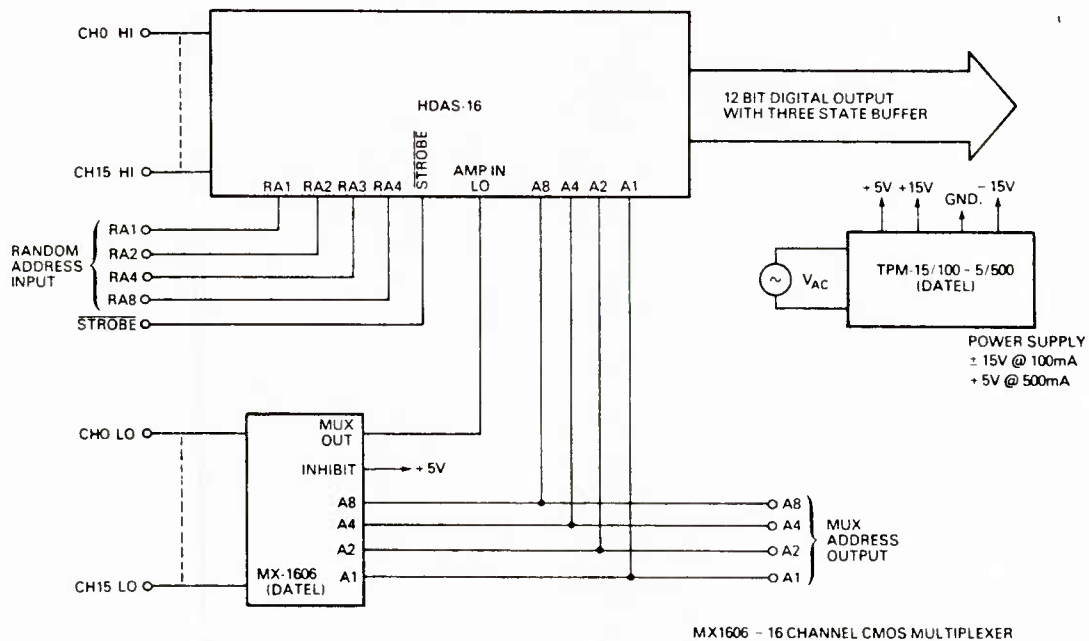 CH0 HI
CH15 HI
HDAS-16
STROBE
AMP IN
LO
RA1 RA2 RA3 RA4
A8 A4 A2 A1
12 BIT DIGITAL OUTPUT
WITH THREE STATE BUFFER
RANDOM
ADDRESS
INPUT
RA1
RA2
RA4
RA8
STROBE
+5V +15V GND. -15V
VAC
TPM-15/100 - 5/500
(DATEL)
POWER SUPPLY
± 15V @ 100mA
+ 5V @ 500mA
CH0 LO
CH15 LO
MUX
OUT
INHIBIT
+ 5V
A8
A4
A2
A1
MX-1606
(DATEL)
A8
A4
A2
A1
MUX
ADDRESS
OUTPUT
MX1606 - 16 CHANNEL CMOS MULTIPLEXER